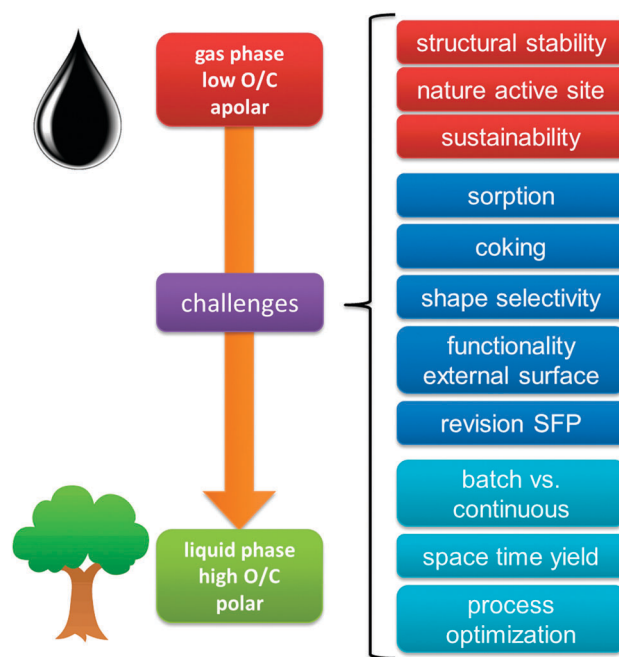 gas phase
low O/C
apolar
challenges
liquid phase
high O/C
polar
structural stability
nature active site
sustainability
sorption
coking
shape selectivity
functionality
external surface
revision SFP
batch vs.
continuous
space time yield
process
optimization